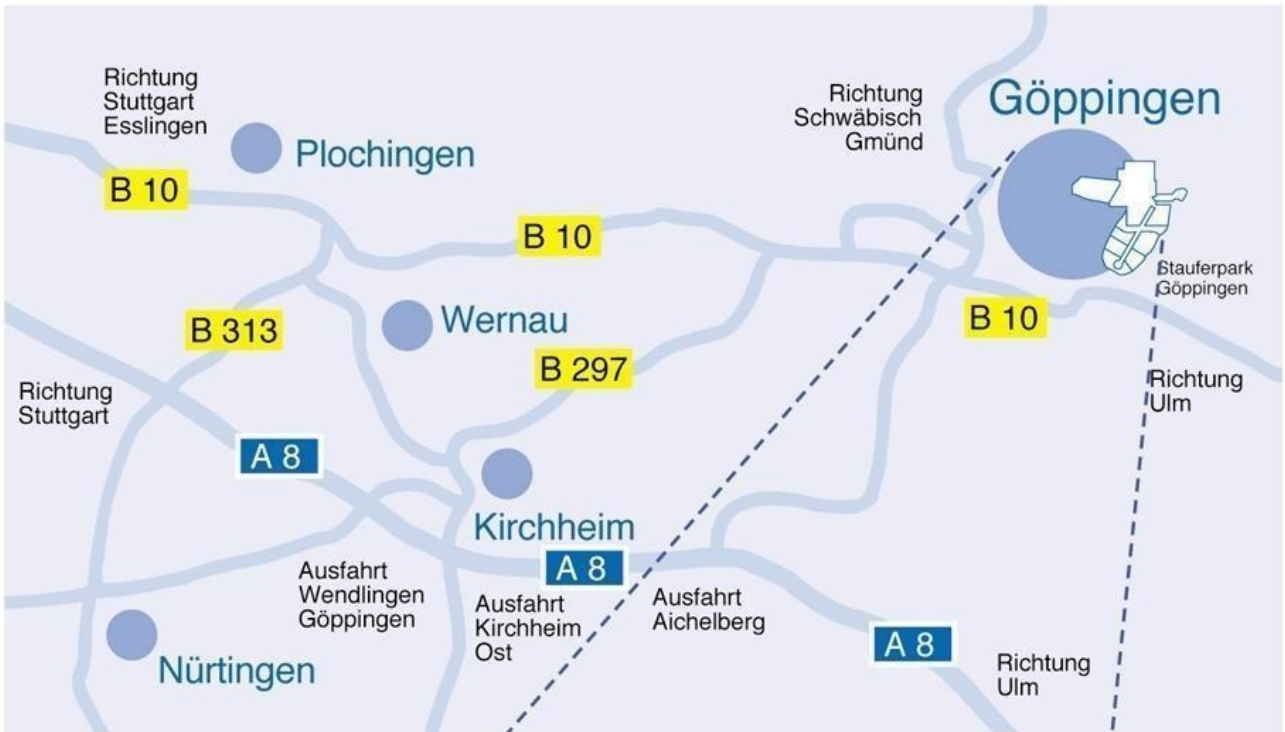 Richtung
Stuttgart
Esslingen
Plochingen
B 10
Richtung
Schwäbisch
Gmünd
Göppingen
B 10
Stauferpark
Göppingen
B 313
Wernau
B 10
B 297
Richtung
Stuttgart
Richtung
Ulm
A 8
Kirchheim
A 8
Ausfahrt
Wendlingen
Göppingen
Ausfahrt
Kirchheim
Ost
Ausfahrt
Aichelberg
A 8
Nürtingen
Richtung
Ulm